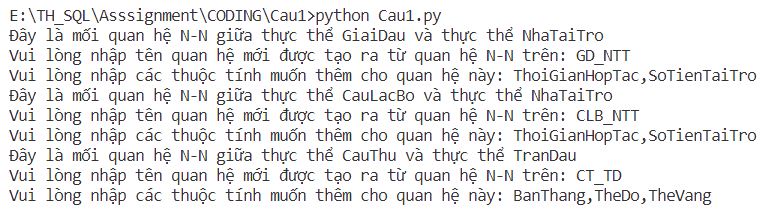 E:\TH_SQL\Asssignment\CODING\Cau1>python Cau1.py
Đây là mối quan hệ N-N giữa thực thể GiaiDau và thực thể NhaTaiTro
Vui lòng nhập tên quan hệ mới được tạo ra từ quan hệ N-N trên: GD_NTT
Vui lòng nhập các thuộc tính muốn thêm cho quan hệ này: ThoiGianHopTac,SoTienTaiTro
Đây là mối quan hệ N-N giữa thực thể CauLacBo và thực thể NhaTaiTro
Vui lòng nhập tên quan hệ mới được tạo ra từ quan hệ N-N trên: CLB_NTT
Vui lòng nhập các thuộc tính muốn thêm cho quan hệ này: ThoiGianHopTac,SoTienTaiTro
Đây là mối quan hệ N-N giữa thực thể CauThu và thực thể TranDau
Vui lòng nhập tên quan hệ mới được tạo ra từ quan hệ N-N trên: CT_TD
Vui lòng nhập các thuộc tính muốn thêm cho quan hệ này: BanThang,TheDo,TheVang